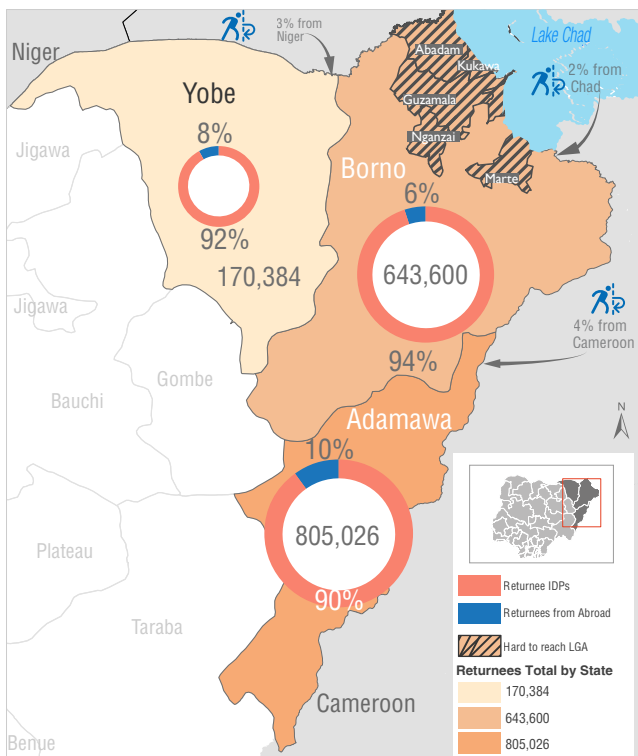 3% from
Niger
Niger
Lake Chad
Abadam
Kukawa
2% from
Chad
Yobe
Guzamala
8%
Nganzai
Jigawa
Borno
Marte
6%
92%
170,384
643,600
Jigawa
4% from
Cameroon
94%
Gombe
Bauchi
Adamawa
N
10%
805,026
Plateau
90%
Returnee IDPs
Returnees from Abroad
Taraba
Hard to reach LGA
Returnees Total by State
170,384
Cameroon
643,600
Benue
805,026